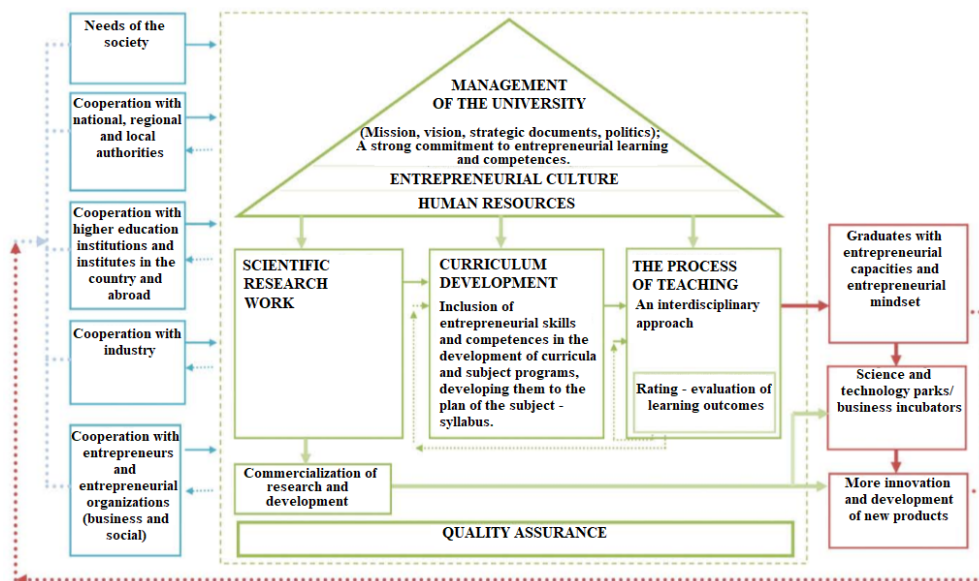 Needs of the
society
Cooperation with
national, regional
and local
authorities
Cooperation with
higher education
institutions and
institutes in the
country and
abroad
Cooperation with
industry
Cooperation with
entrepreneurs
and
entrepreneurial
organizations
(business and
social)
MANAGEMENT
OF THE UNIVERSITY
(Mission, vision, strategic documents, politics);
A strong commitment to entrepreneurial learning
and competences.
ENTREPRENEURIAL CULTURE
HUMAN RESOURCES
SCIENTIFIC
RESEARCH
WORK
CURRICULUM
DEVELOPMENT
Inclusion of
entrepreneurial skills
and competences in the
development of curricula
and subject programs,
developing them to the
plan of the subject -
syllabus.
THE PROCESS
OF TEACHING
An interdisciplinary
approach
Rating - evaluation of
learning outcomes
Commercialization of
research and
development
QUALITY ASSURANCE
Graduates with
entrepreneurial
capacities and
entrepreneurial
mindset
Science and
technology parks/
business incubators
More innovation
and development
of new products